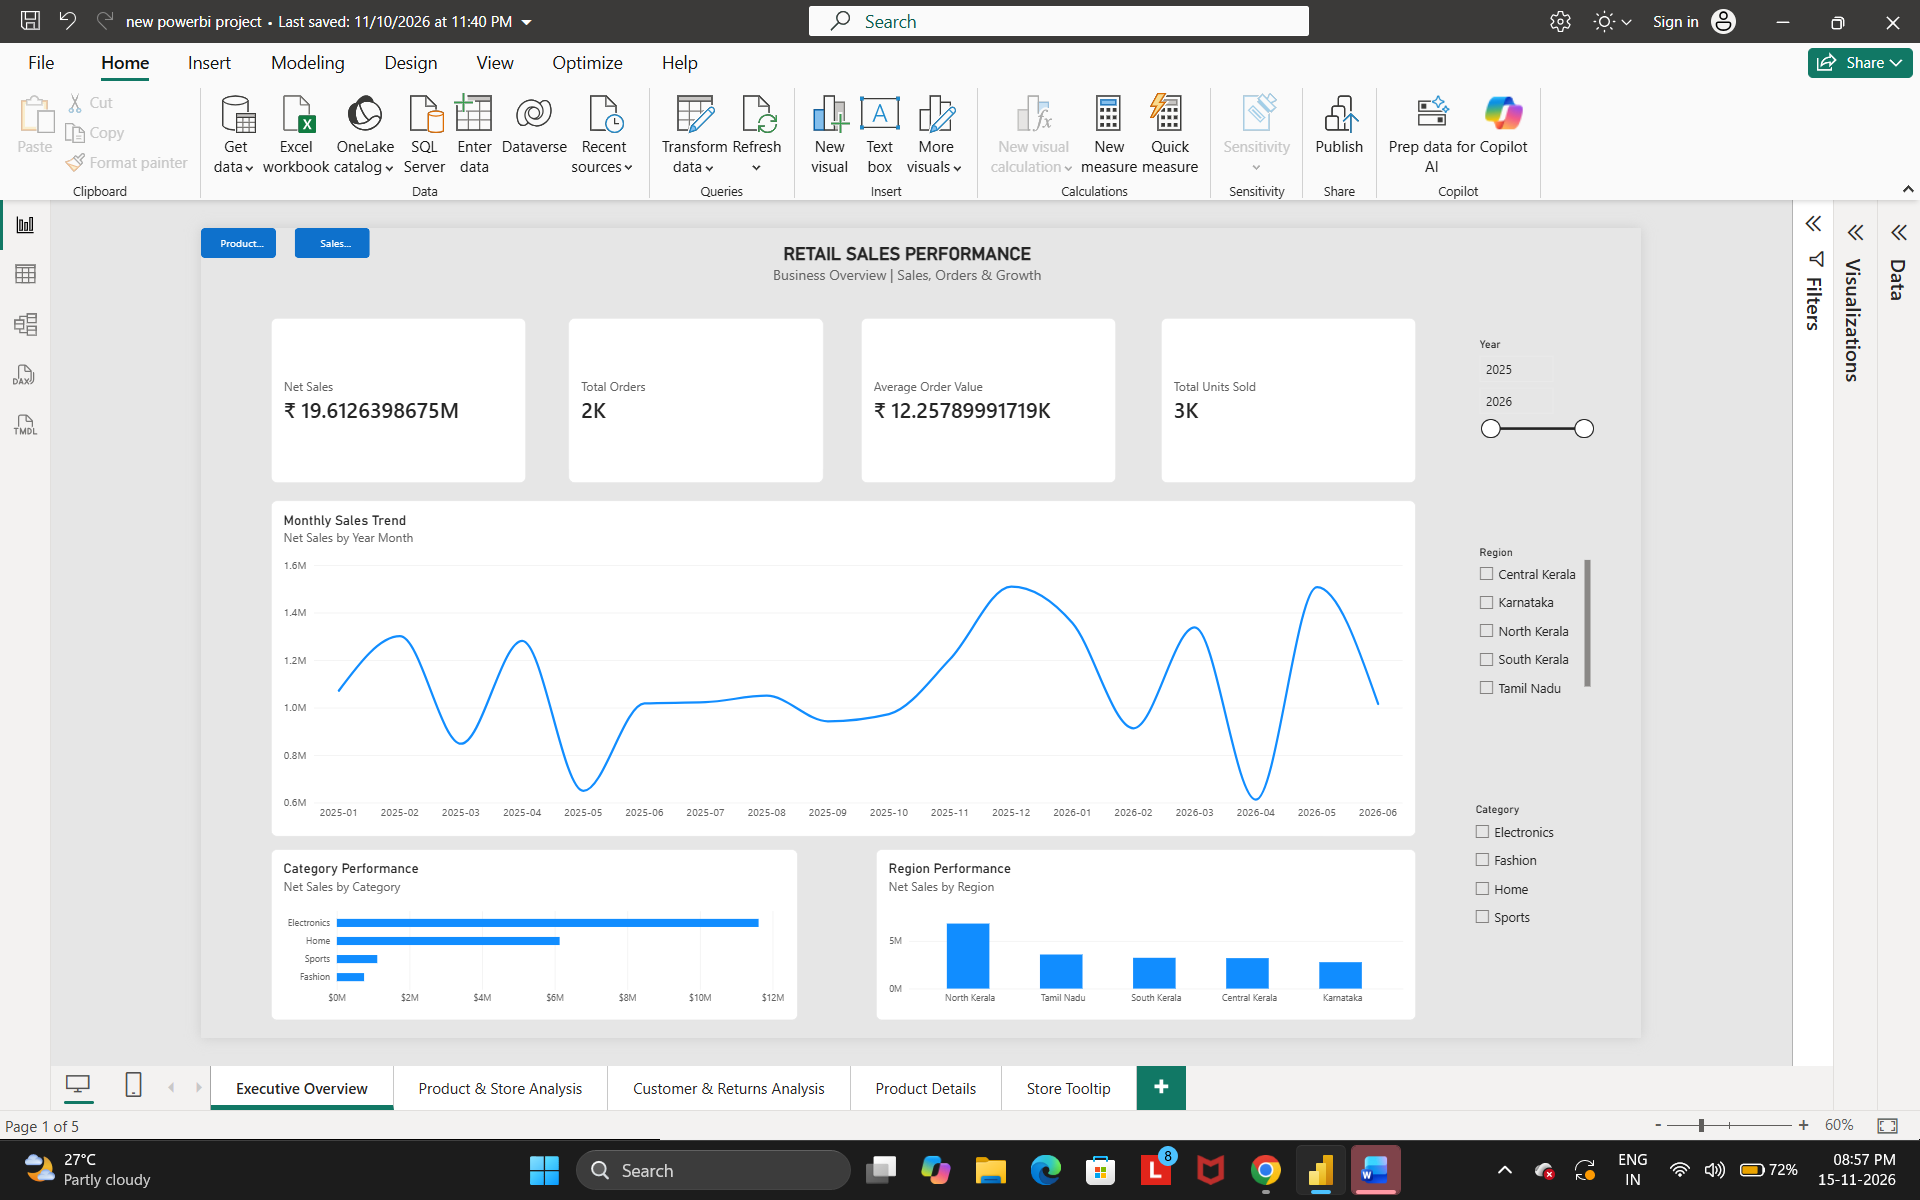 new powerbi project • Last saved: 11/10/2026 at 11:40 PM
Search
Sign in
File
Home
Insert
Modeling
Design
View
Optimize
Help
Share
Paste
Cut
Copy
Format painter
Clipboard
Get data
Excel workbook
OneLake catalog
SQL Server
Enter data
Dataverse
Recent sources
Data
Transform data
Refresh
Queries
New visual
Text box
More visuals
Insert
New visual calculation
New measure
Quick measure
Calculations
Sensitivity
Sensitivity
Publish
Share
Prep data for AI
Copilot
Copilot
DAX
TMDL
Product...
Sales...
RETAIL SALES PERFORMANCE
Business Overview | Sales, Orders & Growth
Net Sales
₹ 19.6126398675M
Total Orders
2K
Average Order Value
₹ 12.25789991719K
Total Units Sold
3K
Year
2025
2026
Monthly Sales Trend
Net Sales by Year Month
1.6M
1.4M
1.2M
1.0M
0.8M
0.6M
2025-01 2025-02 2025-03 2025-04 2025-05 2025-06 2025-07 2025-08 2025-09 2025-10 2025-11 2025-12 2026-01 2026-02 2026-03 2026-04 2026-05 2026-06
Region
Central Kerala
Karnataka
North Kerala
South Kerala
Tamil Nadu
Category Performance
Net Sales by Category
Electronics
Home
Sports
Fashion
$0M $2M $4M $6M $8M $10M $12M
Region Performance
Net Sales by Region
5M
0M
North Kerala Tamil Nadu South Kerala Central Kerala Karnataka
Category
Electronics
Fashion
Home
Sports
Filters
Visualizations
Data
Executive Overview
Product & Store Analysis
Customer & Returns Analysis
Product Details
Store Tooltip
+
Page 1 of 5
- + 60%
27°C
Partly cloudy
Search
L
8
W
ENG
IN
72%
08:57 PM
15-11-2026